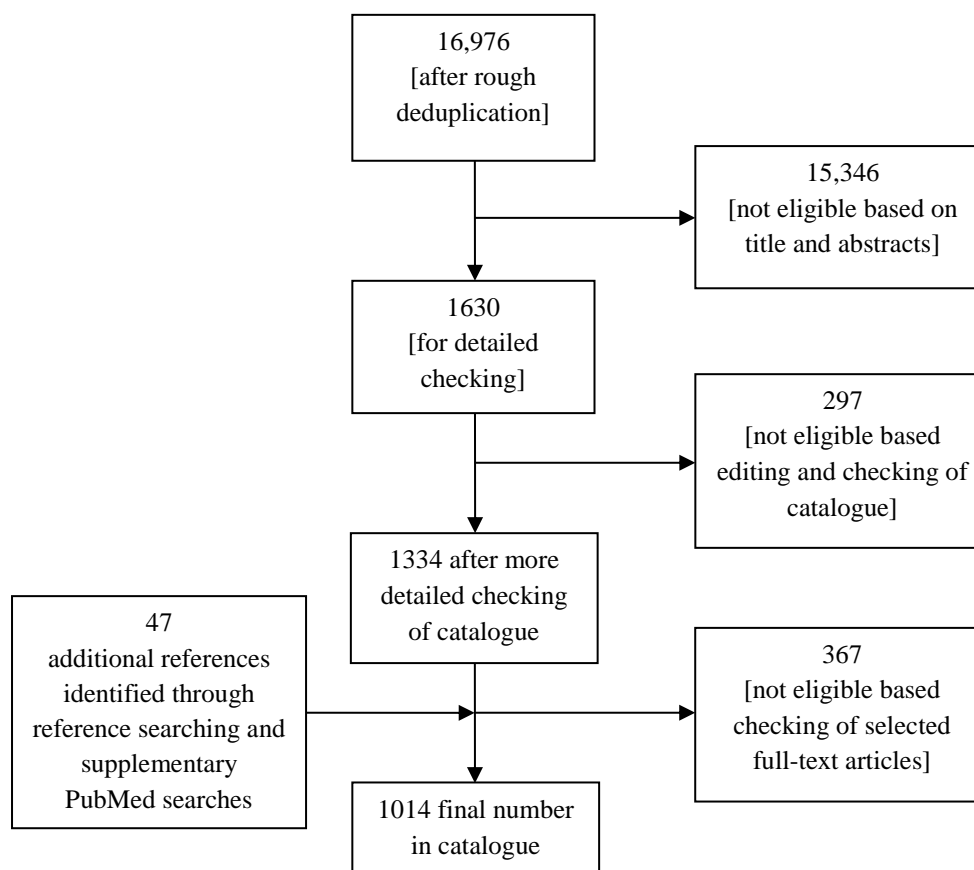 16,976
[after rough
deduplication]
15,346
[not eligible based on
title and abstracts]
1630
[for detailed
checking]
297
[not eligible based
editing and checking of
catalogue]
1334 after more
detailed checking
of catalogue
47
additional references
identified through
reference searching and
supplementary
PubMed searches
367
[not eligible based
checking of selected
full-text articles]
1014 final number
in catalogue